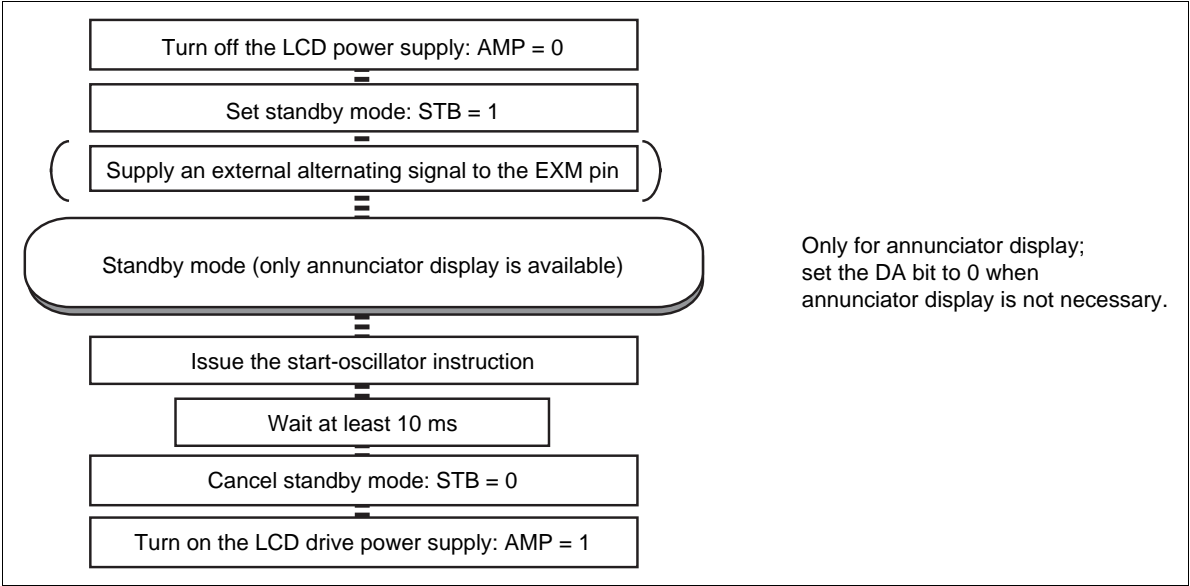 Turn off the LCD power supply: AMP = 0
Set standby mode: STB = 1
Supply an external alternating signal to the EXM pin
Standby mode (only annunciator display is available)
Only for annunciator display;
set the DA bit to 0 when
annunciator display is not necessary.
Issue the start-oscillator instruction
Wait at least 10 ms
Cancel standby mode: STB = 0
Turn on the LCD drive power supply: AMP = 1